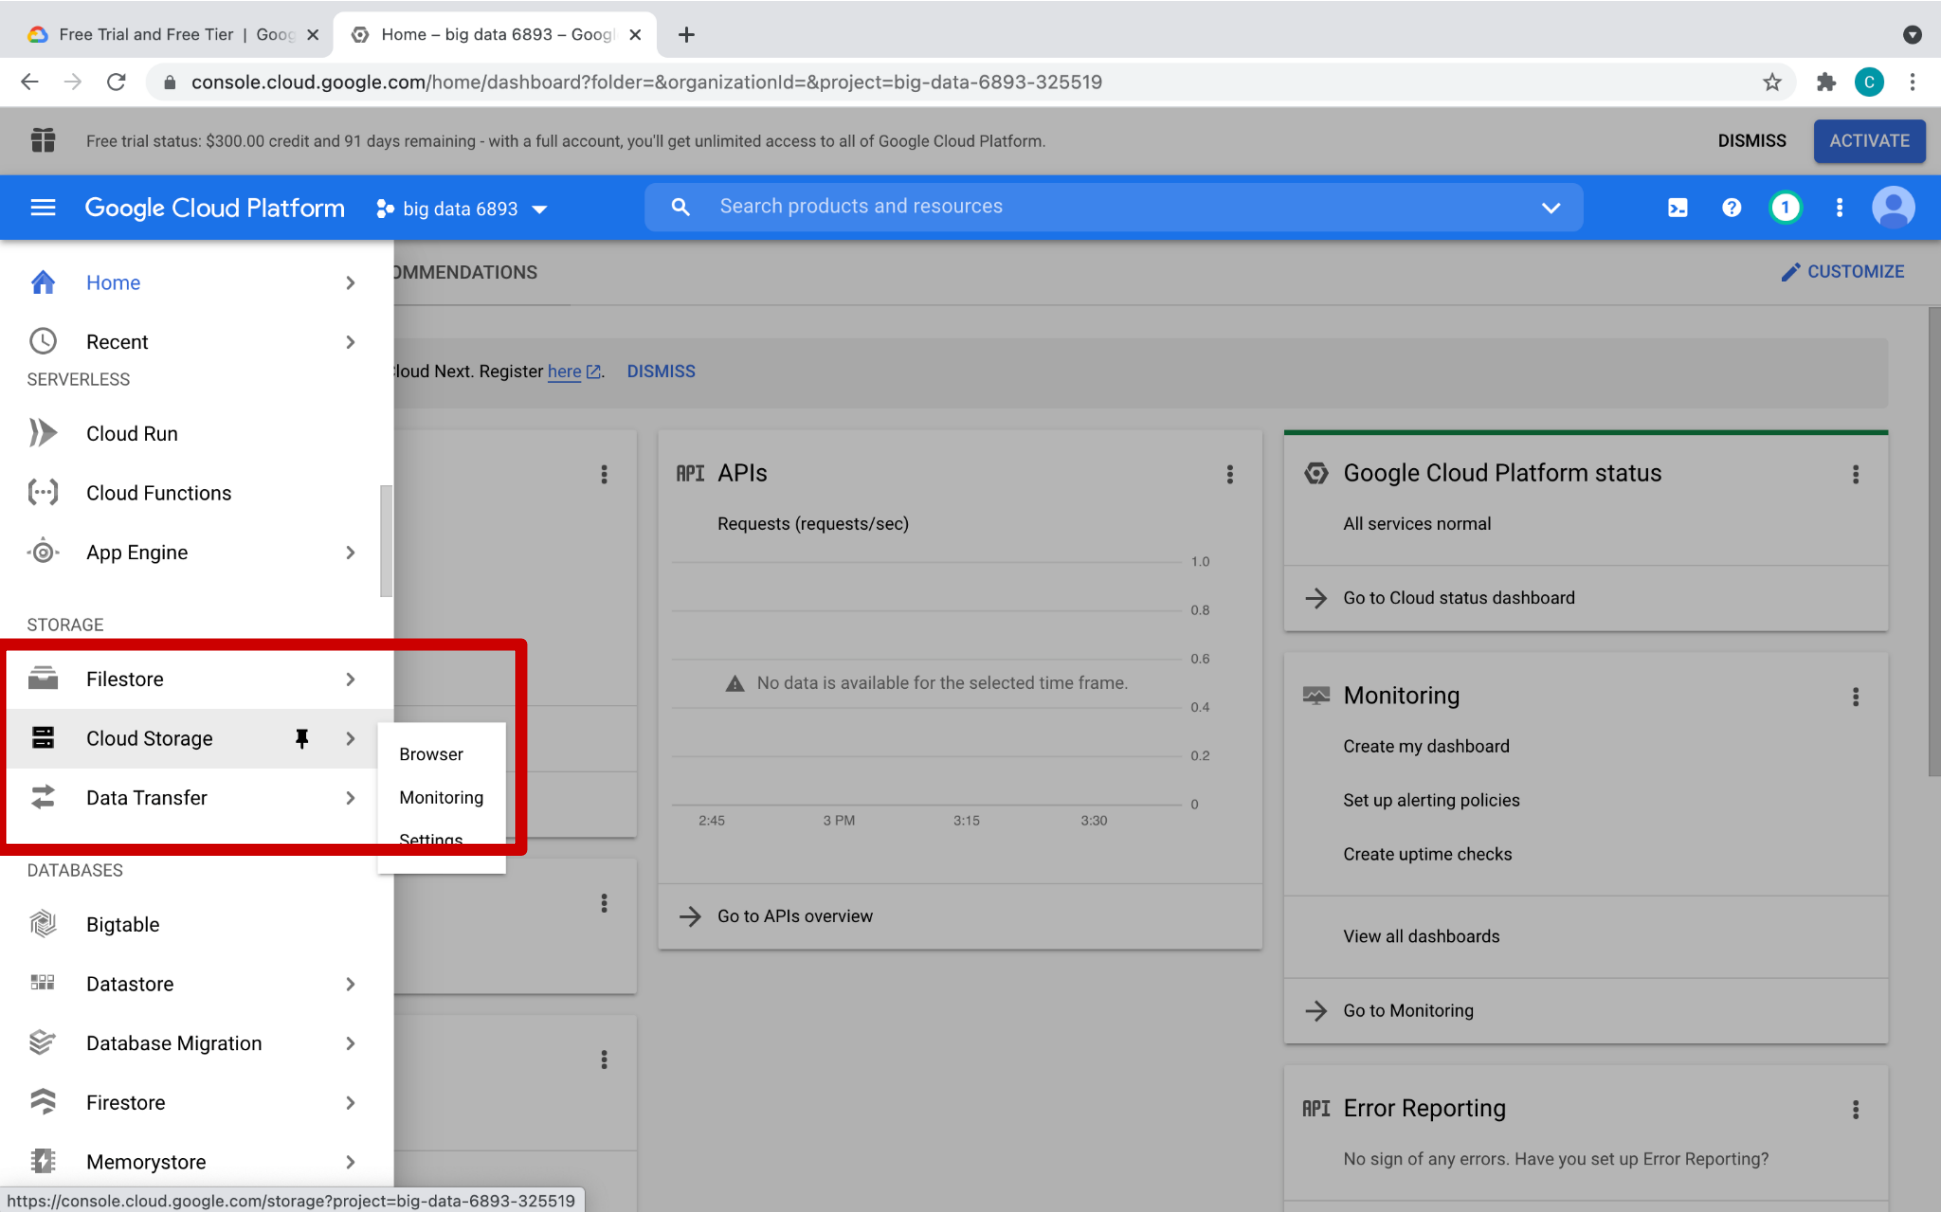 Free Trial and Free Tier | Goog
Home – big data 6893 – Googl
console.cloud.google.com/home/dashboard?folder=&organizationId=&project=big-data-6893-325519
C
Free trial status: $300.00 credit and 91 days remaining - with a full account, you'll get unlimited access to all of Google Cloud Platform.
DISMISS
ACTIVATE
Google Cloud Platform
big data 6893
Search products and resources
1
Home
Recent
SERVERLESS
Cloud Run
Cloud Functions
App Engine
STORAGE
Filestore
Cloud Storage
Data Transfer
Browser
Monitoring
Settings
DATABASES
Bigtable
Datastore
Database Migration
Firestore
Memorystore
https://console.cloud.google.com/storage?project=big-data-6893-325519
OMMENDATIONS
CUSTOMIZE
loud Next. Register here. DISMISS
API APIs
Requests (requests/sec)
1.0
0.8
0.6
No data is available for the selected time frame.
0.4
0.2
0
2:45 3 PM 3:15 3:30
Go to APIs overview
Google Cloud Platform status
All services normal
Go to Cloud status dashboard
Monitoring
Create my dashboard
Set up alerting policies
Create uptime checks
View all dashboards
Go to Monitoring
API Error Reporting
No sign of any errors. Have you set up Error Reporting?